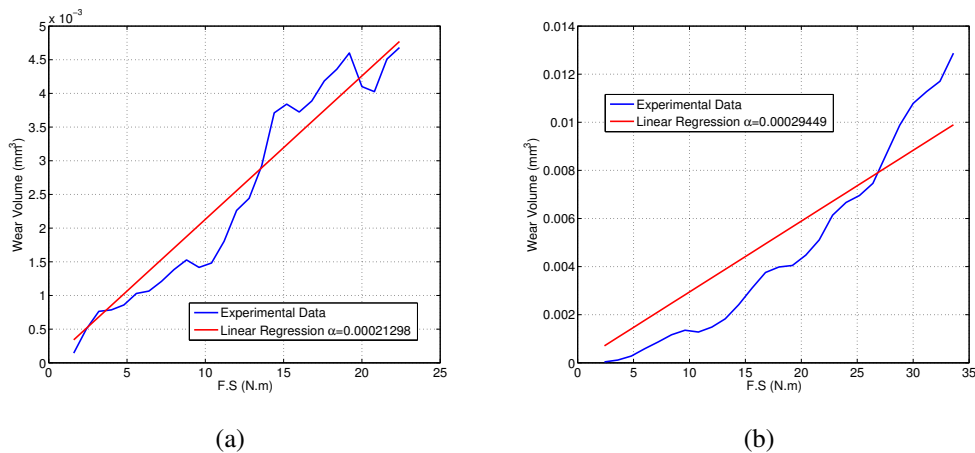 x 10⁻³
5
4.5
4
3.5
3
2.5
2
1.5
1
0.5
0
Wear Volume (mm³)
Experimental Data
Linear Regression α=0.00021298
0 5 10 15 20 25
F.S (N.m)
(a)
0.014
0.012
0.01
0.008
0.006
0.004
0.002
0
Wear Volume (mm³)
Experimental Data
Linear Regression α=0.00029449
0 5 10 15 20 25 30 35
F.S (N.m)
(b)